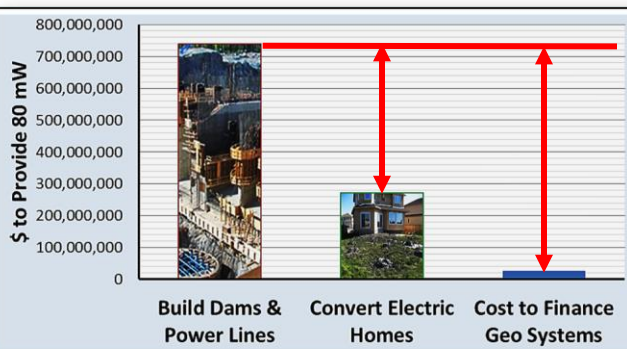 $ to Provide 80 mW
800,000,000
700,000,000
600,000,000
500,000,000
400,000,000
300,000,000
200,000,000
100,000,000
0
Build Dams &
Power Lines
Convert Electric
Homes
Cost to Finance
Geo Systems